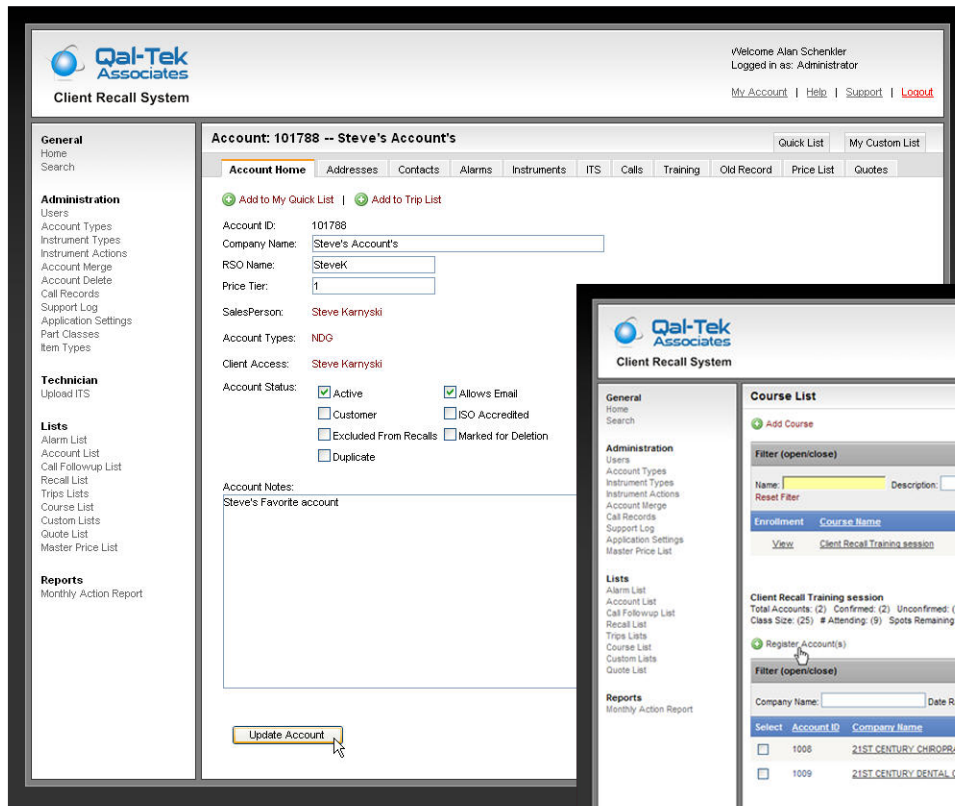 Qal-Tek
Associates
Client Recall System
Welcome Alan Schenkler
Logged in as: Administrator
My Account | Help | Support | Logout
General
Home
Search
Administration
Users
Account Types
Instrument Types
Instrument Actions
Account Merge
Account Delete
Call Records
Support Log
Application Settings
Part Classes
Item Types
Technician
Upload ITS
Lists
Alarm List
Account List
Call Followup List
Recall List
Trips Lists
Course List
Custom Lists
Quote List
Master Price List
Reports
Monthly Action Report
Account: 101788 -- Steve's Account's
Quick List My Custom List
Account Home Addresses Contacts Alarms Instruments ITS Calls Training Old Record Price List Quotes
Add to My Quick List | Add to Trip List
Account ID: 101788
Company Name: Steve's Account's
RSO Name: SteveK
Price Tier: 1
SalesPerson: Steve Karnyski
Account Types: NDG
Client Access: Steve Karnyski
Account Status: Active Allows Email
Customer ISO Accredited
Excluded From Recalls Marked for Deletion
Duplicate
Account Notes:
Steve's Favorite account
Update Account
Qal-Tek
Associates
Client Recall System
General
Home
Search
Administration
Users
Account Types
Instrument Types
Instrument Actions
Account Merge
Call Records
Support Log
Application Settings
Master Price List
Lists
Alarm List
Account List
Call Followup List
Recall List
Trips Lists
Course List
Custom Lists
Quote List
Reports
Monthly Action Report
Course List
Add Course
Filter (open/close)
Name: Description:
Reset Filter
Enrollment Course Name
View Client Recall Training session
Client Recall Training session
Total Accounts: (2) Confirmed: (2) Unconfirmed: (
Class Size: (25) # Attending: (9) Spots Remaining
Register Account(s)
Filter (open/close)
Company Name: Date R
Select Account ID Company Name
1008 21ST CENTURY CHIROPRA
1009 21ST CENTURY DENTAL